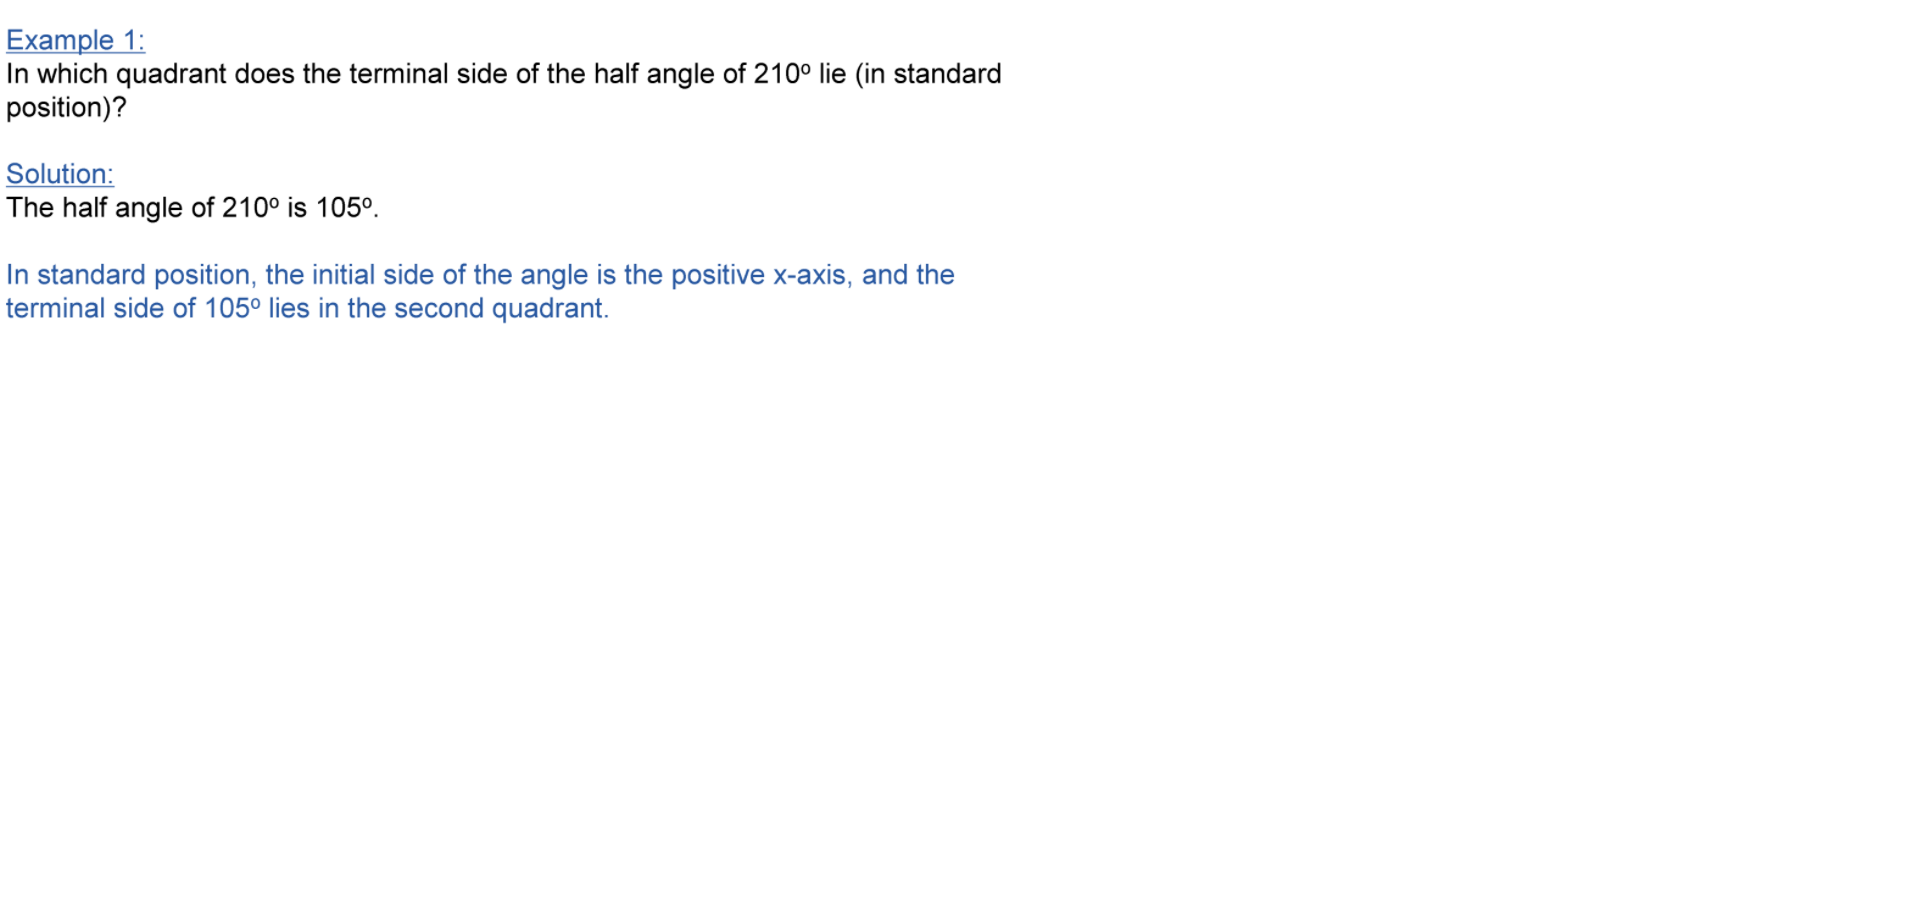 Example 1:
In which quadrant does the terminal side of the half angle of 210º lie (in standard
position)?
Solution:
The half angle of 210º is 105º.
In standard position, the initial side of the angle is the positive x-axis, and the
terminal side of 105º lies in the second quadrant.